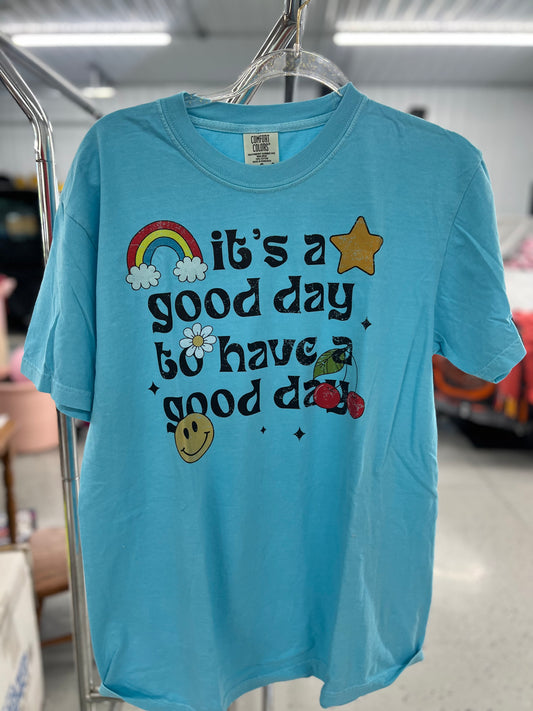 COMFORT
COLORS
it's a
good day
to have a
good day